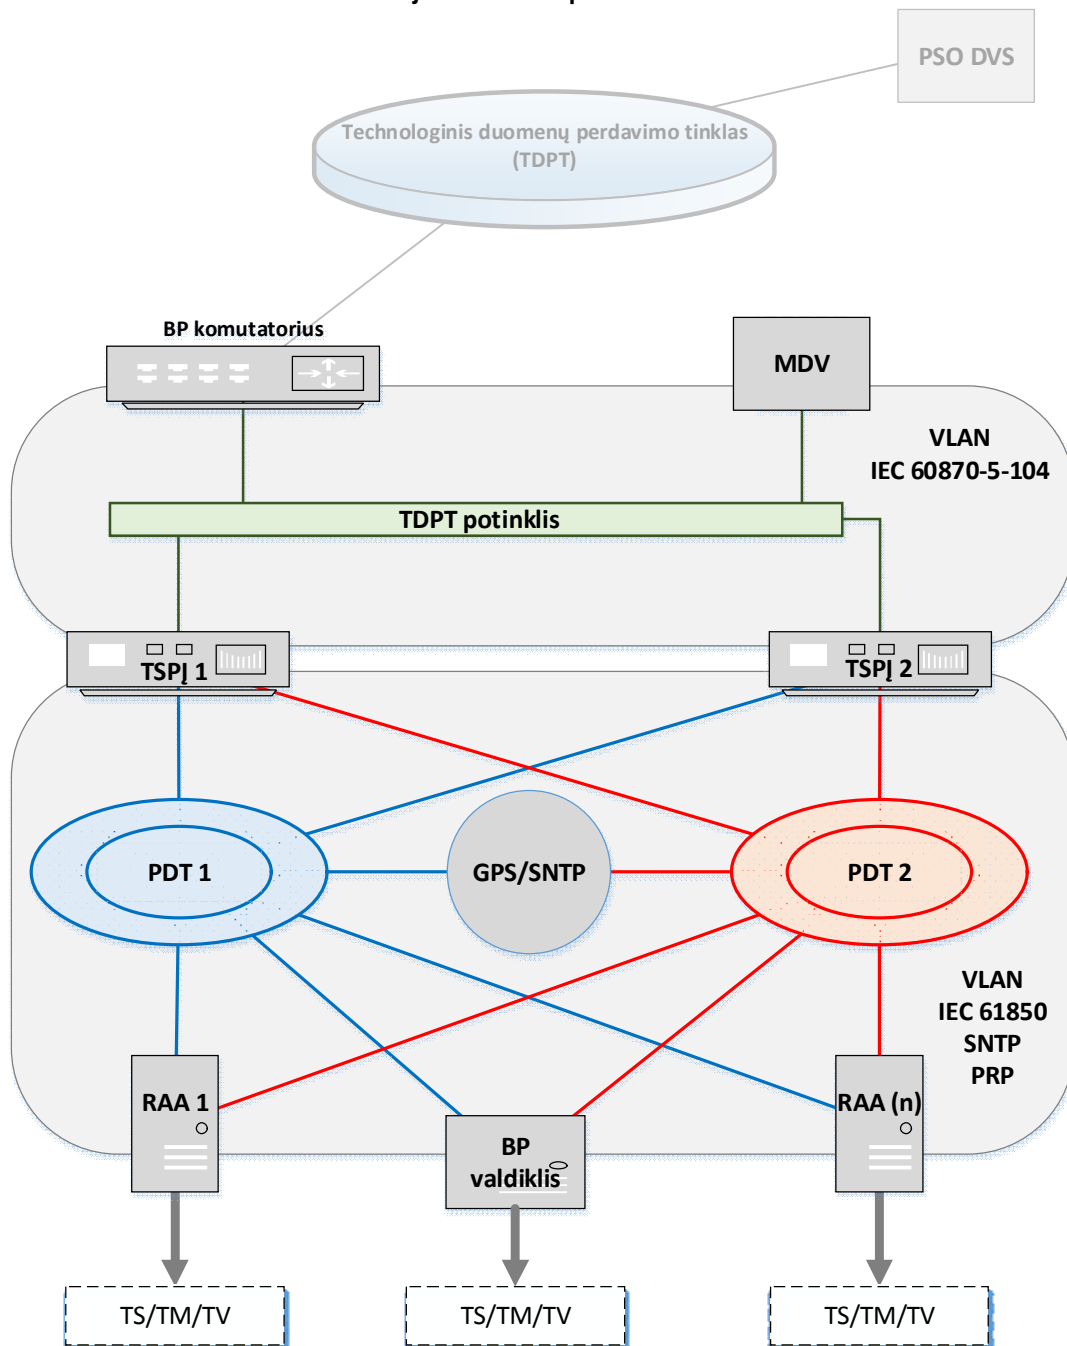 PSO DVS
Technologinis duomenų perdavimo tinklas
(TDPT)
BP komutatorius
MDV
VLAN
IEC 60870-5-104
TDPT potinklis
TSPĮ 1
TSPĮ 2
PDT 1
GPS/SNTP
PDT 2
VLAN
IEC 61850
SNTP
PRP
RAA 1
RAA (n)
BP
valdiklis
TS/TM/TV
TS/TM/TV
TS/TM/TV